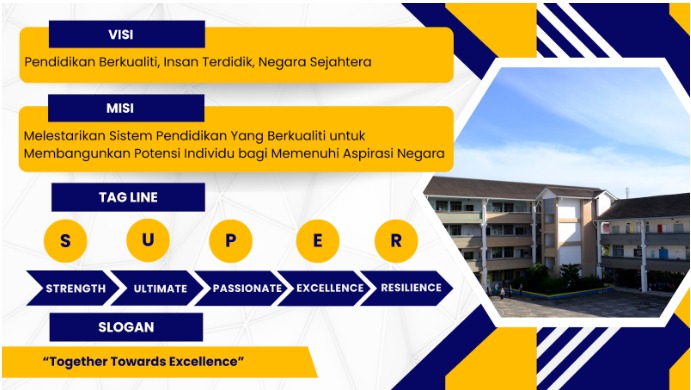 VISI
Pendidikan Berkualiti, Insan Terdidik, Negara Sejahtera
MISI
Melestarikan Sistem Pendidikan Yang Berkualiti untuk
Membangunkan Potensi Individu bagi Memenuhi Aspirasi Negara
TAG LINE
S U P E R
STRENGTH ULTIMATE PASSIONATE EXCELLENCE RESILIENCE
SLOGAN
“Together Towards Excellence”